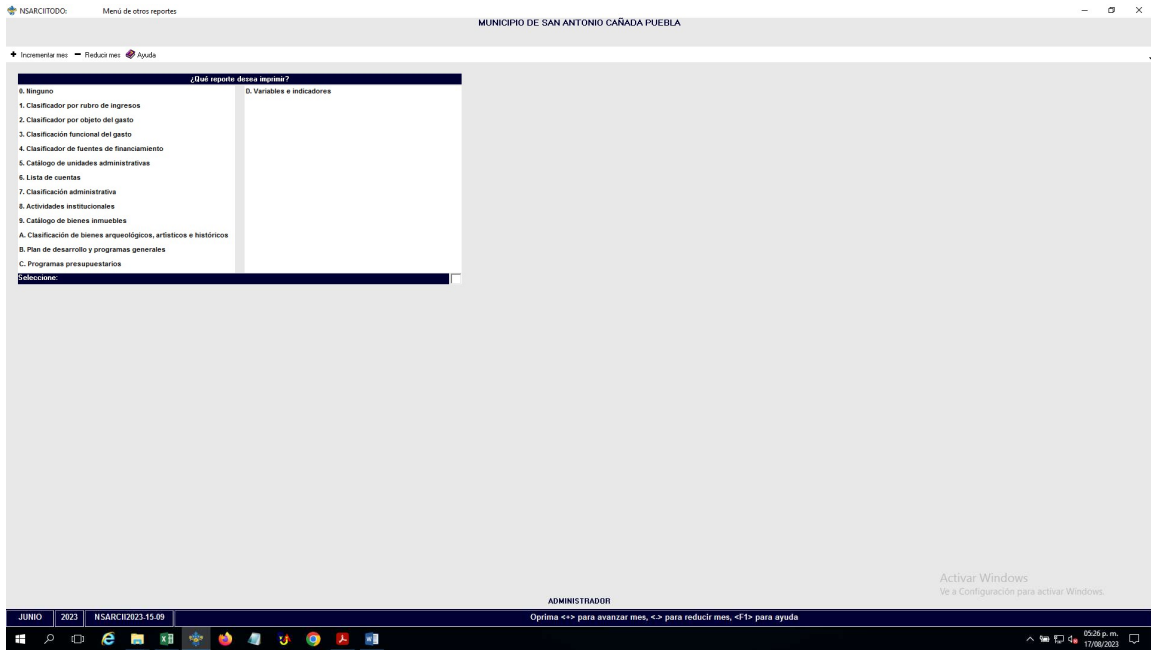 NSARCIITODO: Menú de otros reportes
MUNICIPIO DE SAN ANTONIO CAÑADA PUEBLA
Incrementar mes Reducir mes Ayuda
¿Qué reporte desea imprimir?
0. Ninguno
1. Clasificador por rubro de ingresos
2. Clasificador por objeto del gasto
3. Clasificación funcional del gasto
4. Clasificador de fuentes de financiamiento
5. Catálogo de unidades administrativas
6. Lista de cuentas
7. Clasificación administrativa
8. Actividades institucionales
9. Catálogo de bienes inmuebles
A. Clasificación de bienes arqueológicos, artísticos e históricos
B. Plan de desarrollo y programas generales
C. Programas presupuestarios
D. Variables e indicadores
Seleccione:
Activar Windows
Ve a Configuración para activar Windows.
ADMINISTRADOR
JUNIO 2023 NSARCII2023-15-09 Oprima <+> para avanzar mes, <-> para reducir mes, <F1> para ayuda
05:26 p. m.
17/08/2023